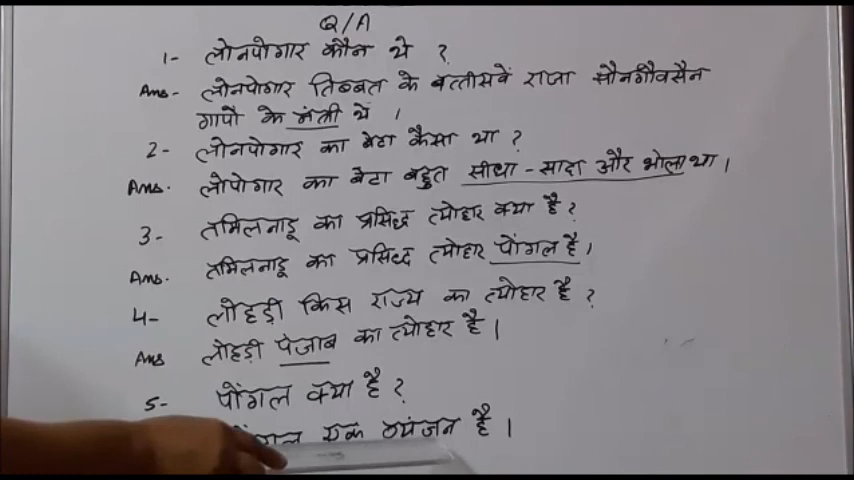 Q/A
1- लोनपोगार कौन थे ?
Ans- लोनपोगार तिब्बत के बत्तीसवें राजा सौनगौवसैन
गापो के मंत्री थे ।
2- लोनपोगार का बेटा कैसा था ?
Ans. लोपोगार का बेटा बहुत सीधा - सादा और भोला था ।
3- तमिलनाडू का प्रसिद्ध त्योहार क्या है ?
Ans. तमिलनाडू का प्रसिद्ध त्योहार पोंगल है ।
4- लोहड़ी किस राज्य का त्योहार है ?
Ans लोहड़ी पंजाब का त्योहार है ।
5- पोंगल क्या है ?
एक व्यंजन है ।